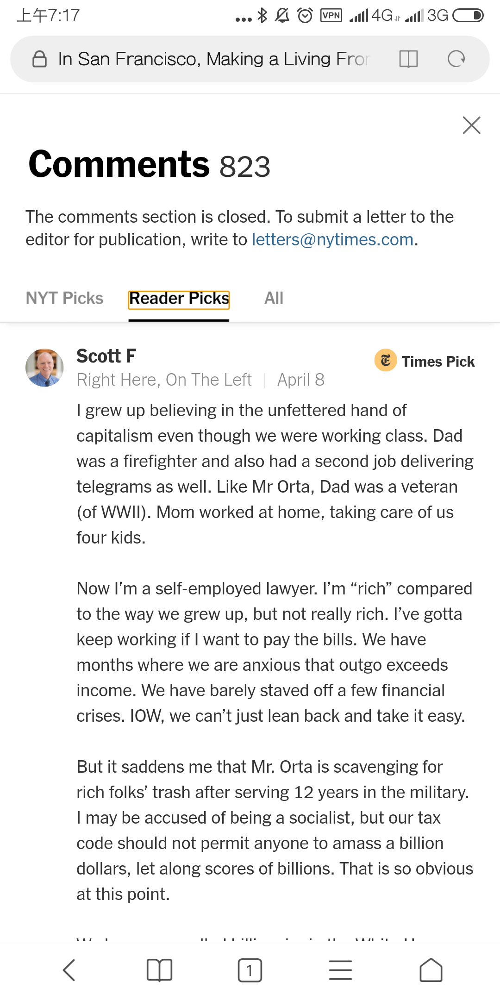 上午7:17
VPN 4G 3G
In San Francisco, Making a Living Fror
Comments 823
The comments section is closed. To submit a letter to the
editor for publication, write to letters@nytimes.com.
NYT Picks Reader Picks All
Scott F
Times Pick
Right Here, On The Left | April 8
I grew up believing in the unfettered hand of
capitalism even though we were working class. Dad
was a firefighter and also had a second job delivering
telegrams as well. Like Mr Orta, Dad was a veteran
(of WWII). Mom worked at home, taking care of us
four kids.
Now I’m a self-employed lawyer. I’m “rich” compared
to the way we grew up, but not really rich. I’ve gotta
keep working if I want to pay the bills. We have
months where we are anxious that outgo exceeds
income. We have barely staved off a few financial
crises. IOW, we can’t just lean back and take it easy.
But it saddens me that Mr. Orta is scavenging for
rich folks’ trash after serving 12 years in the military.
I may be accused of being a socialist, but our tax
code should not permit anyone to amass a billion
dollars, let along scores of billions. That is so obvious
at this point.
1